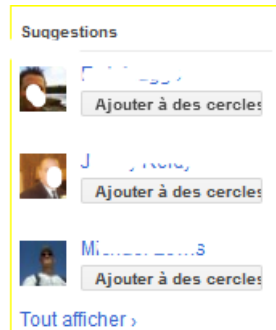 Suggestions
Ajouter à des cercles
Ajouter à des cercles
Ajouter à des cercles
Tout afficher ›